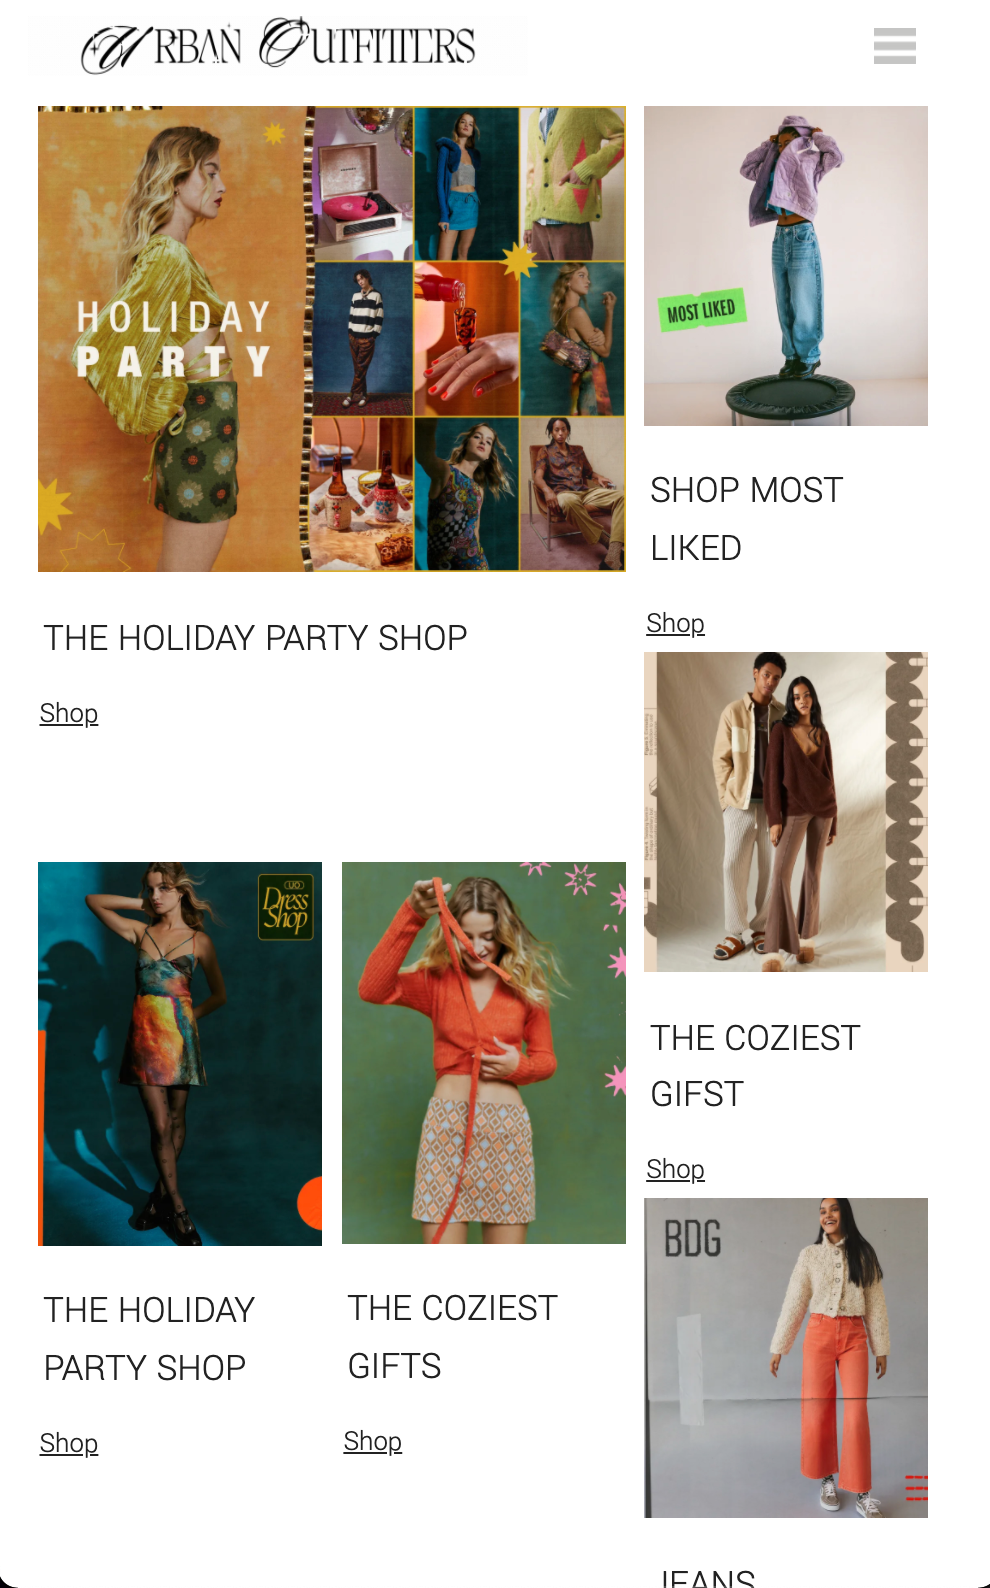 URBAN OUTFITTERS
HOLIDAY
PARTY
THE HOLIDAY PARTY SHOP
Shop
MOST LIKED
SHOP MOST
LIKED
Shop
THE COZIEST
GIFST
Shop
UO
Dress
Shop
THE HOLIDAY
PARTY SHOP
Shop
THE COZIEST
GIFTS
Shop
BDG
JEANS